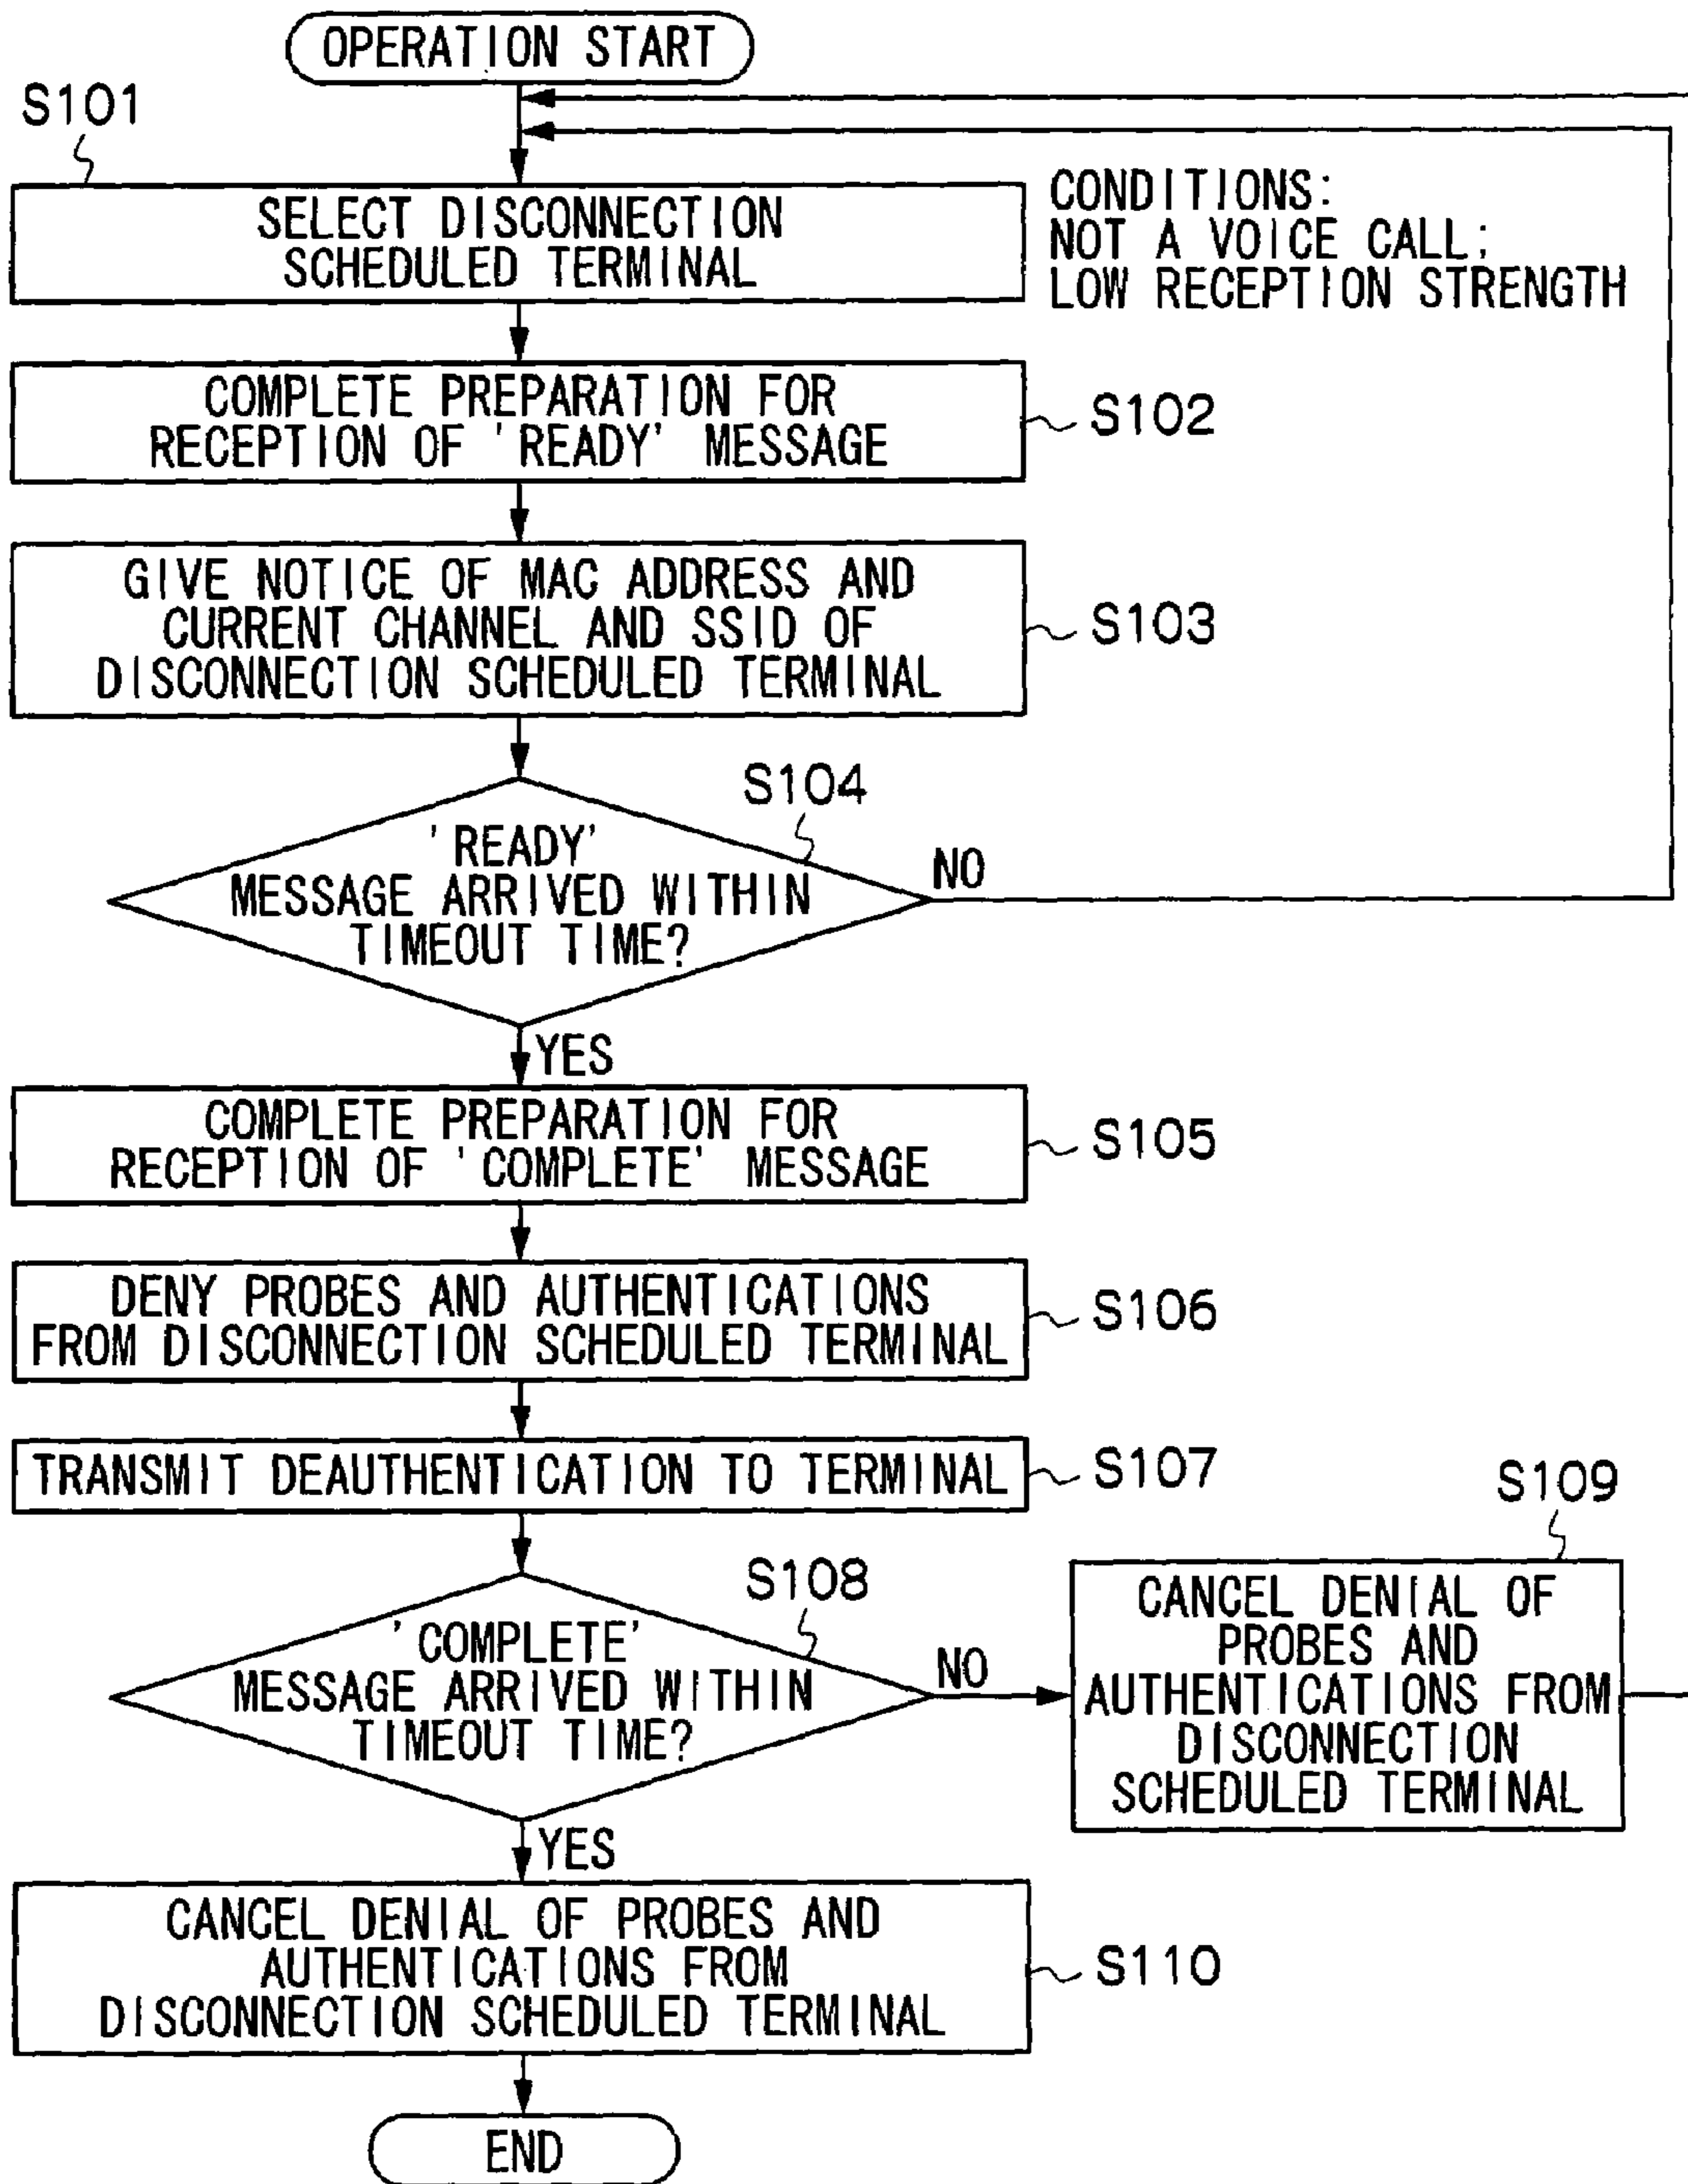 OPERATION START
S101
SELECT DISCONNECTION
SCHEDULED TERMINAL
CONDITIONS:
NOT A VOICE CALL;
LOW RECEPTION STRENGTH
COMPLETE PREPARATION FOR
RECEPTION OF 'READY' MESSAGE
S102
GIVE NOTICE OF MAC ADDRESS AND
CURRENT CHANNEL AND SSID OF
DISCONNECTION SCHEDULED TERMINAL
S103
S104
'READY'
MESSAGE ARRIVED WITHIN
TIMEOUT TIME?
NO
YES
COMPLETE PREPARATION FOR
RECEPTION OF 'COMPLETE' MESSAGE
S105
DENY PROBES AND AUTHENTICATIONS
FROM DISCONNECTION SCHEDULED TERMINAL
S106
TRANSMIT DEAUTHENTICATION TO TERMINAL
S107
S108
'COMPLETE'
MESSAGE ARRIVED WITHIN
TIMEOUT TIME?
NO
S109
CANCEL DENIAL OF
PROBES AND
AUTHENTICATIONS FROM
DISCONNECTION
SCHEDULED TERMINAL
YES
CANCEL DENIAL OF PROBES AND
AUTHENTICATIONS FROM
DISCONNECTION SCHEDULED TERMINAL
S110
END